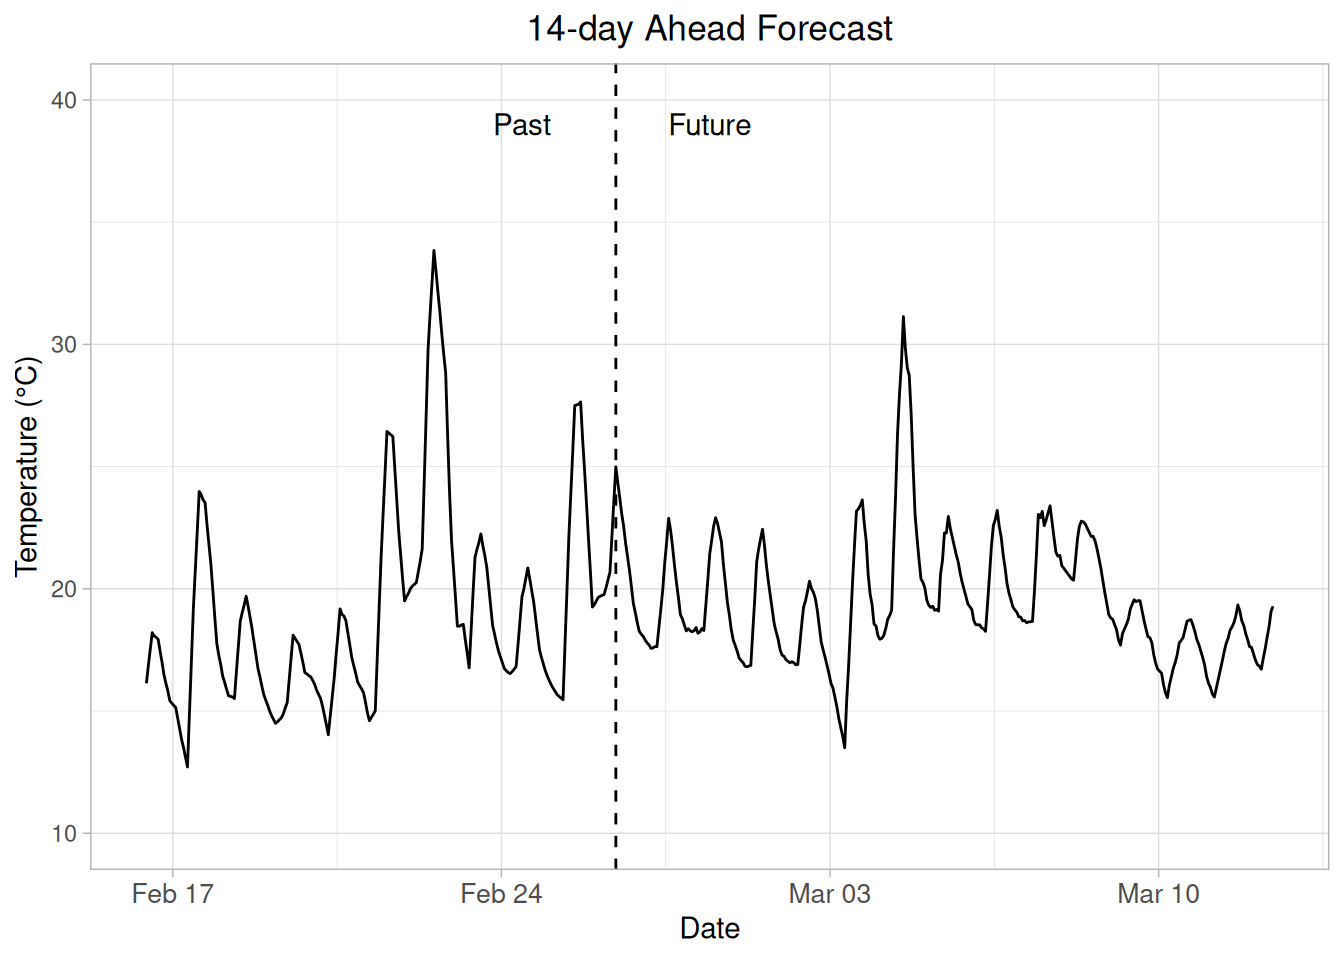 14-day Ahead Forecast
Past
Future
40
30
20
10
Temperature (°C)
Feb 17
Feb 24
Mar 03
Mar 10
Date